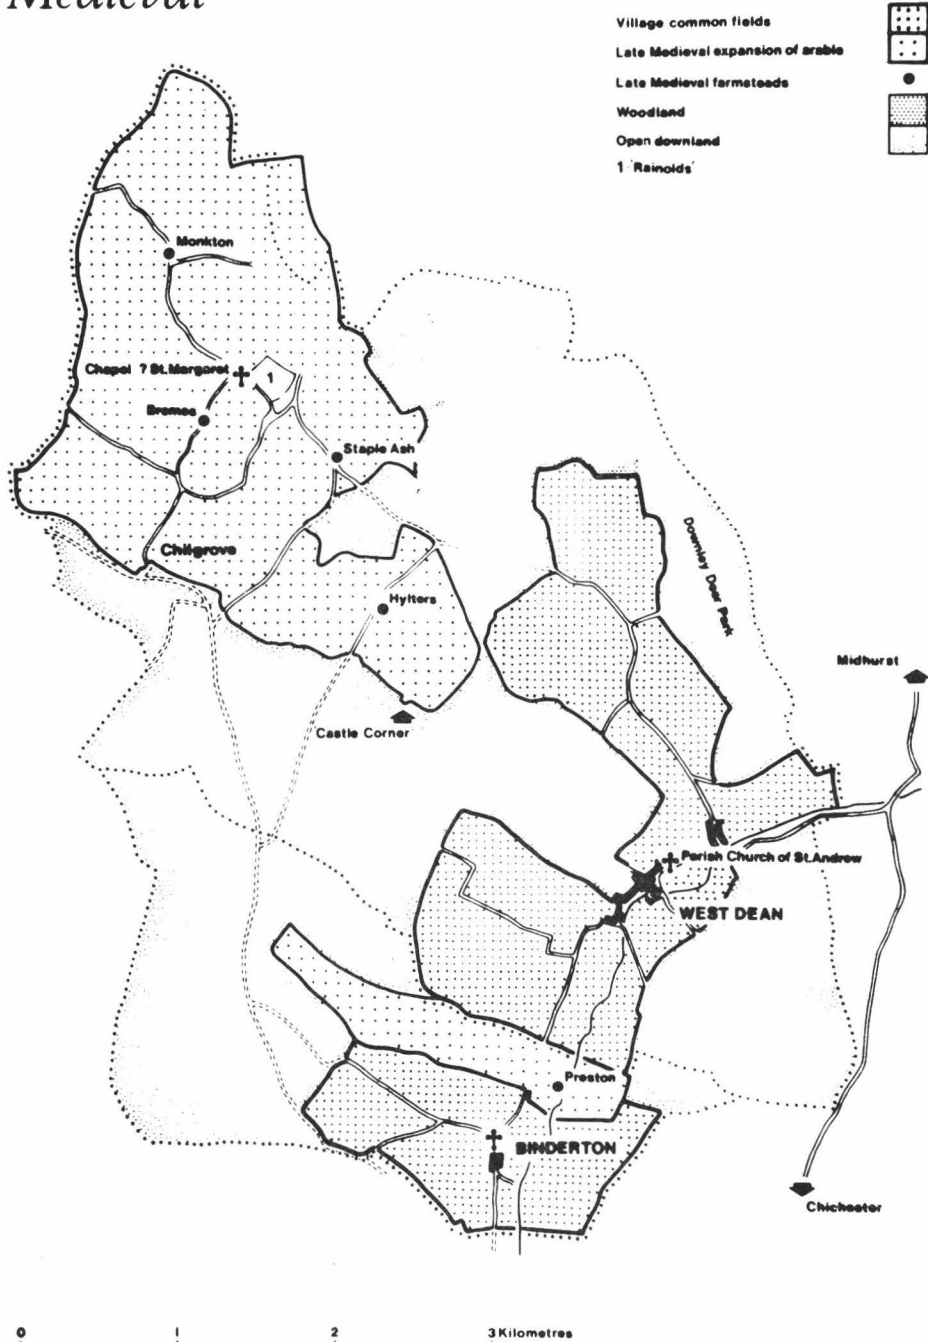 Medieval
Village common fields
Late Medieval expansion of arable
Late Medieval farmsteads
Woodland
Open downland
1 'Rainolds'
Monkton
Chapel ? St. Margaret
1
Bremes
Staple Ash
Chilgrove
Hylters
Downley Deer Park
Midhurst
Castle Corner
Parish Church of St. Andrew
WEST DEAN
Preston
BINDERTON
Chichester
0 1 2 3 Kilometres